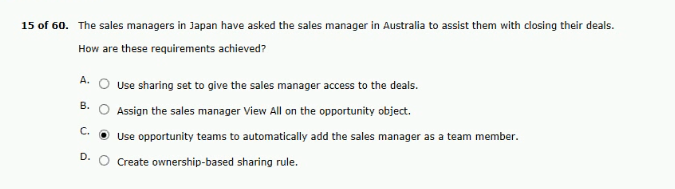 15 of 60. The sales managers in Japan have asked the sales manager in Australia to assist them with closing their deals.
How are these requirements achieved?
A. Use sharing set to give the sales manager access to the deals.
B. Assign the sales manager View All on the opportunity object.
C. Use opportunity teams to automatically add the sales manager as a team member.
D. Create ownership-based sharing rule.